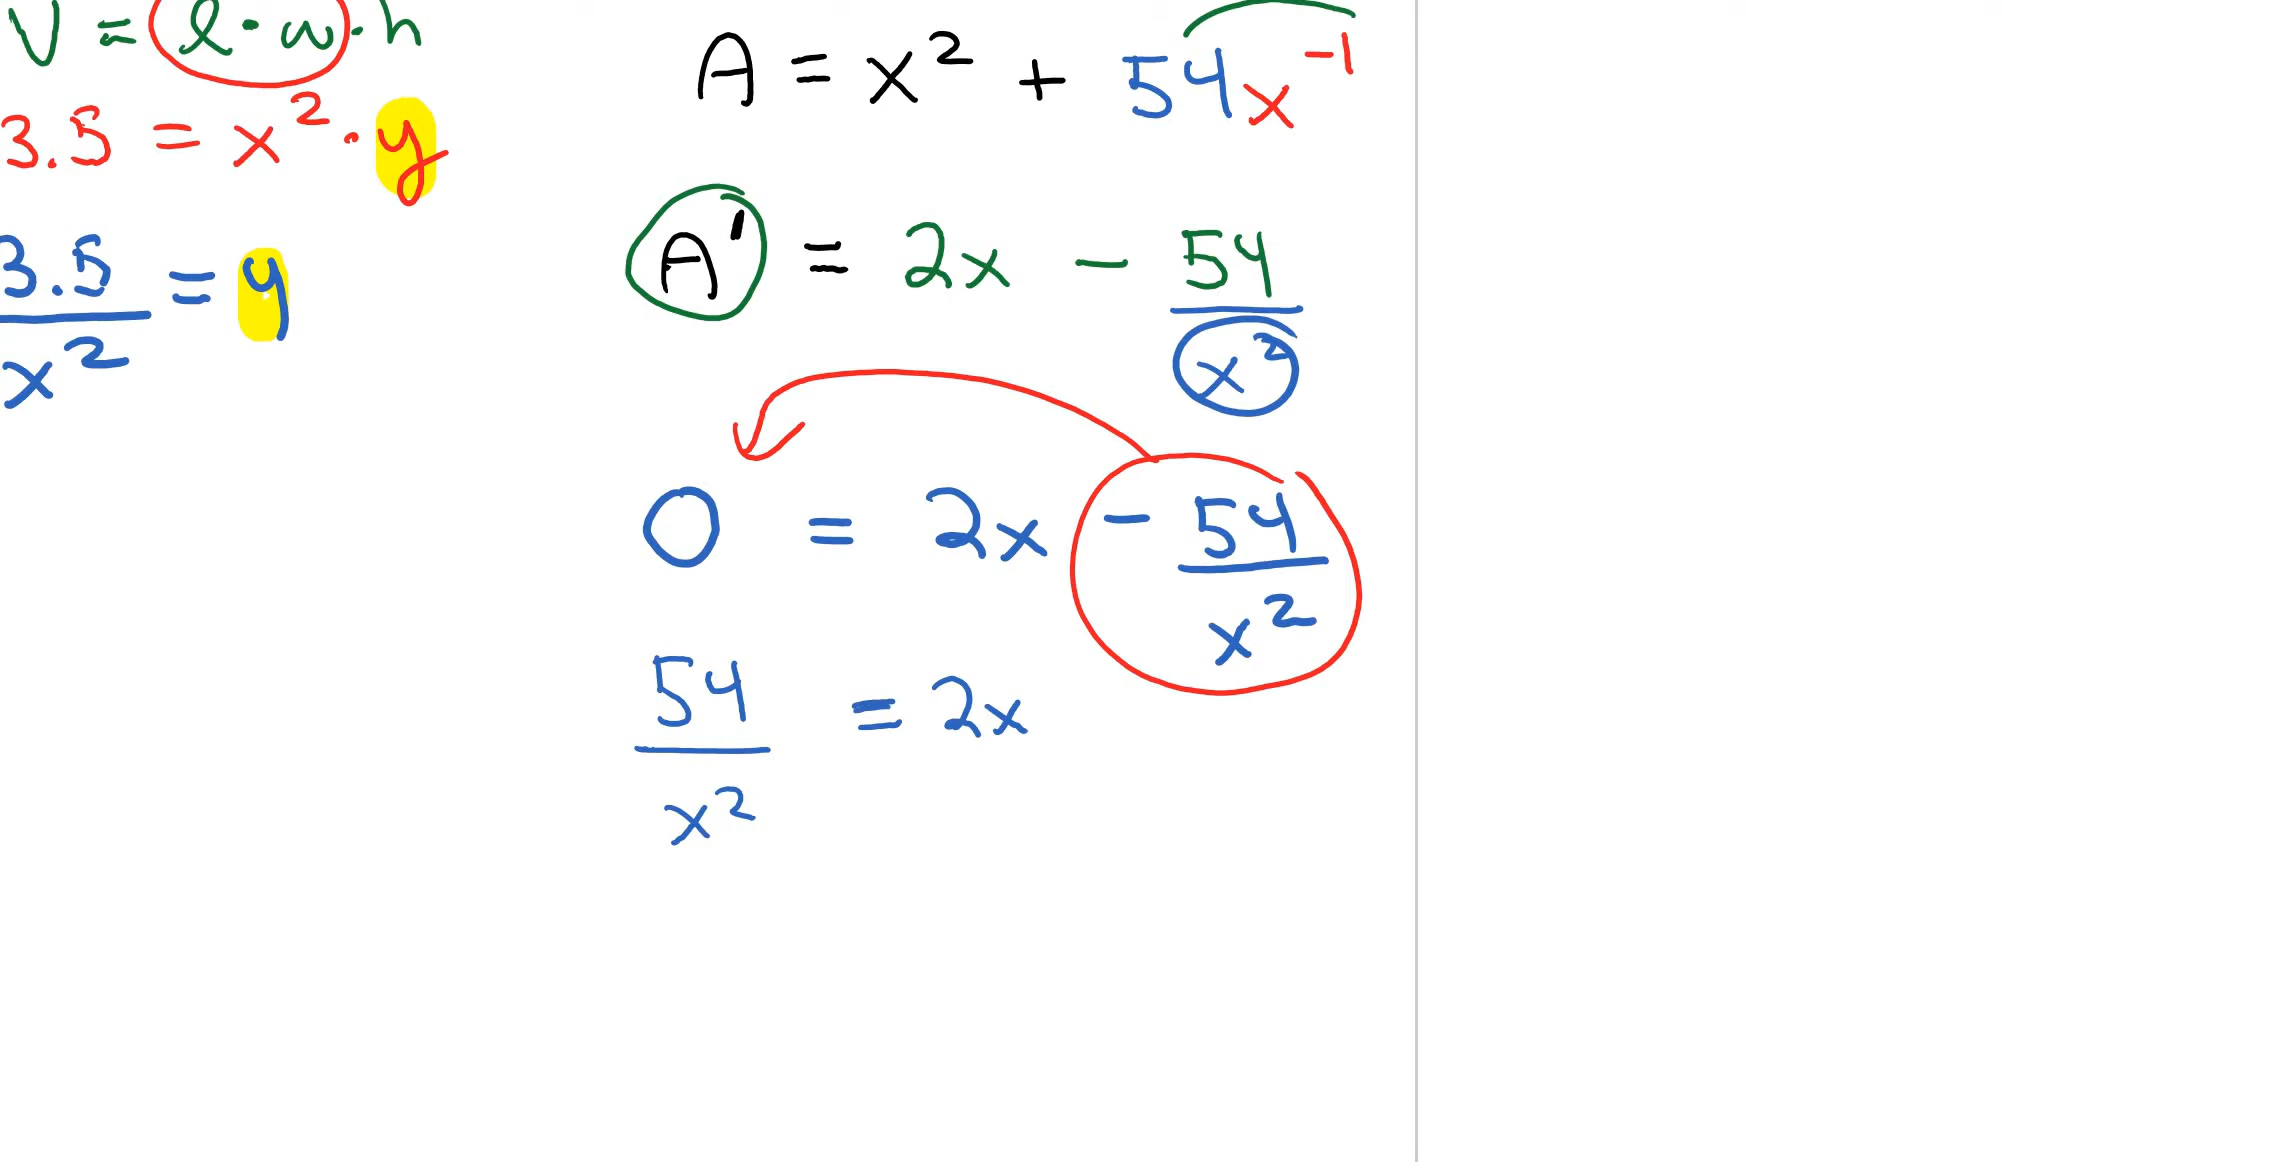 V = l · w · h
3.5 = x² · y
3.5 / x² = y
A = x² + 54x⁻¹
A' = 2x - 54 / x²
0 = 2x - 54 / x²
54 / x² = 2x